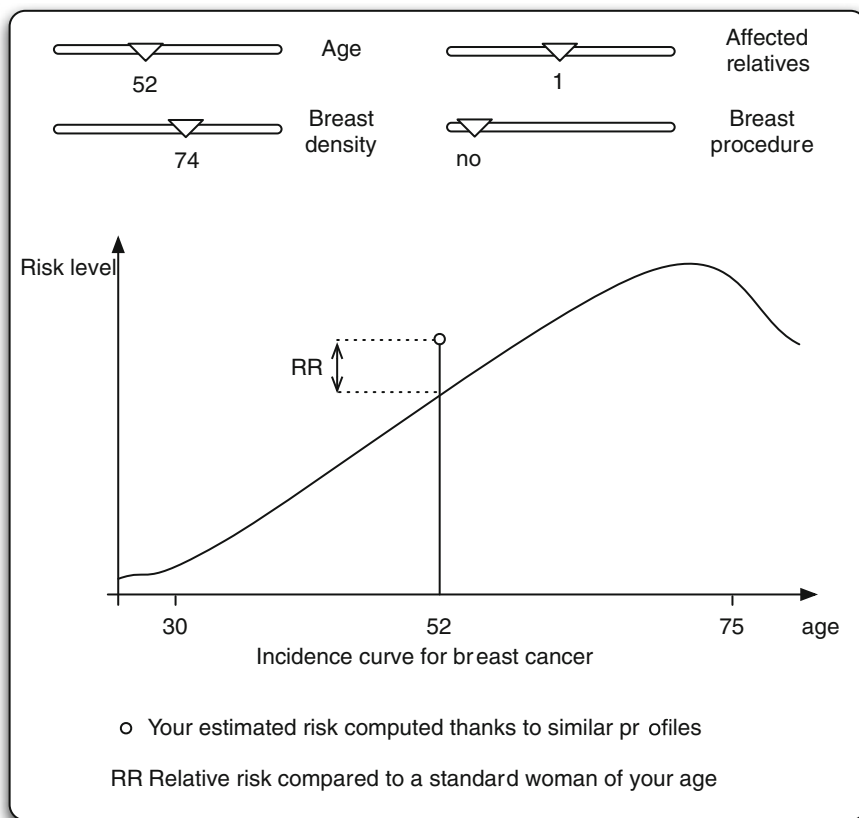 Age
52
Affected
relatives
1
Breast
density
74
Breast
procedure
no
Risk level
RR
30
52
75
age
Incidence curve for breast cancer
Your estimated risk computed thanks to similar pr ofiles
RR Relative risk compared to a standard woman of your age